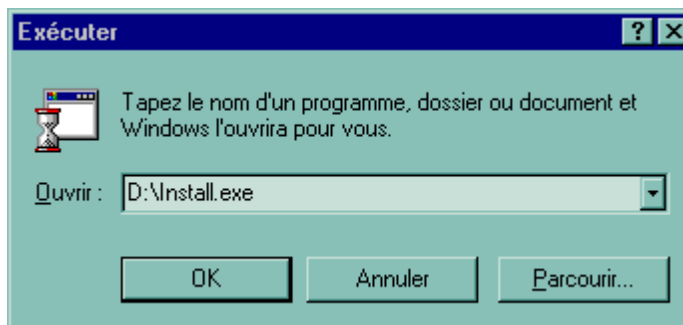 Exécuter
Tapez le nom d'un programme, dossier ou document et
Windows l'ouvrira pour vous.
Ouvrir : D:\Install.exe
OK Annuler Parcourir...